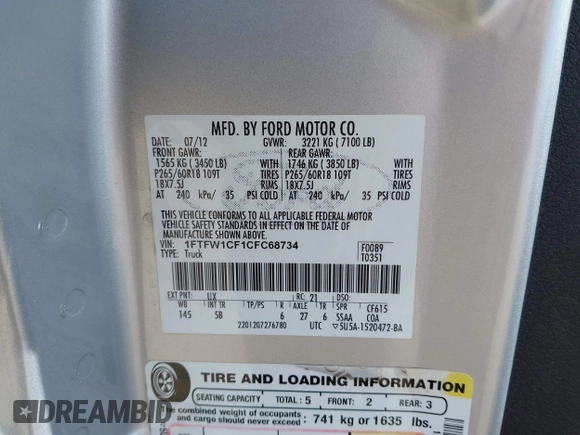 MFD. BY FORD MOTOR CO.
DATE: 07/12 GVWR: 3221 KG ( 7100 LB)
FRONT GAWR: REAR GAWR:
1565 KG ( 3450 LB) WITH 1746 KG ( 3850 LB) WITH
P265/60R18 109T TIRES P265/60R18 109T TIRES
18X7.5J RIMS 18X7.5J RIMS
AT 240 kPa/ 35 PSI COLD AT 240 kPa/ 35 PSI COLD
THIS VEHICLE CONFORMS TO ALL APPLICABLE FEDERAL MOTOR
VEHICLE SAFETY STANDARDS IN EFFECT ON THE DATE OF
MANUFACTURE SHOWN ABOVE.
VIN: 1FTFW1CF1CFC68734 F0089
TYPE: Truck T0351
EXT PNT: UX RC: 21 DSO:
WB INT TR TP/PS R AXLE TR SPR CF615
145 5B 6 27 6 SSAA COA
2201207276780 UTC ▽5U5A-1520472-BA
TIRE AND LOADING INFORMATION
SEATING CAPACITY TOTAL : 5 FRONT: 2 REAR: 3
The combined weight of occupants
and cargo should never exceed: 741 kg or 1635 lbs.
DREAMBID